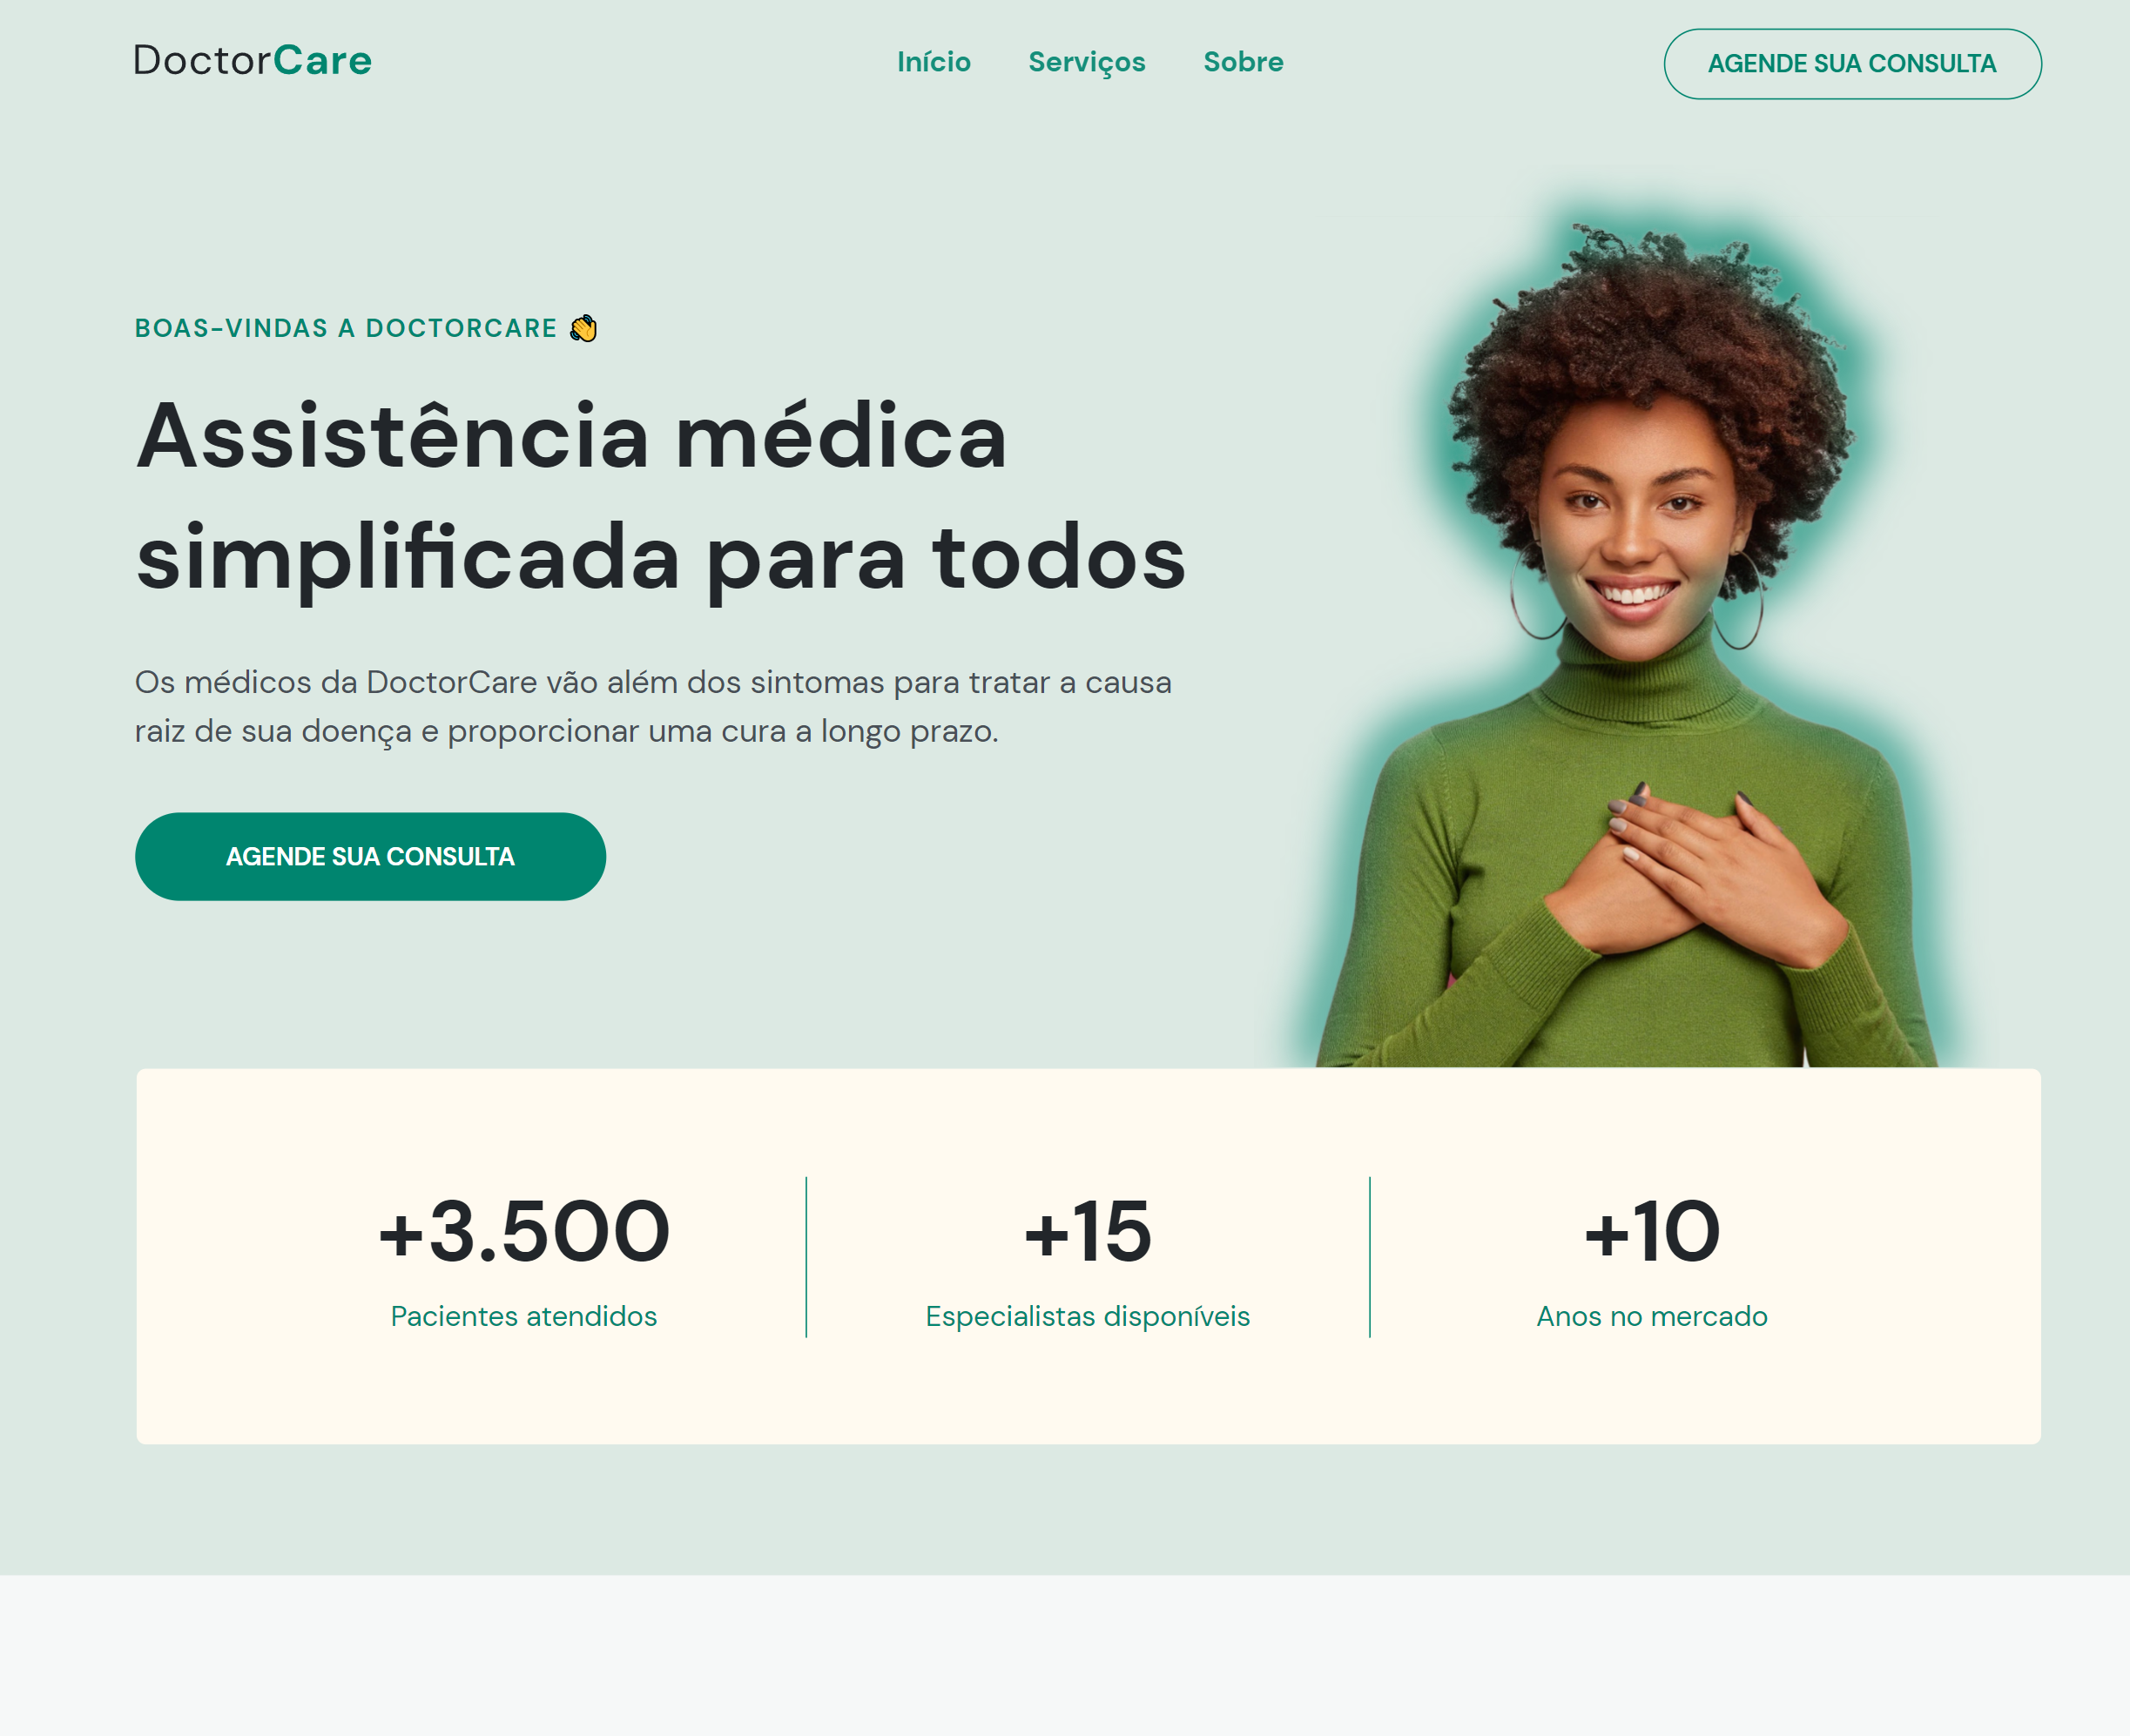 DoctorCare
Início Serviços Sobre
AGENDE SUA CONSULTA
BOAS-VINDAS A DOCTORCARE 👋
Assistência médica
simplificada para todos
Os médicos da DoctorCare vão além dos sintomas para tratar a causa
raiz de sua doença e proporcionar uma cura a longo prazo.
AGENDE SUA CONSULTA
+3.500
Pacientes atendidos
+15
Especialistas disponíveis
+10
Anos no mercado